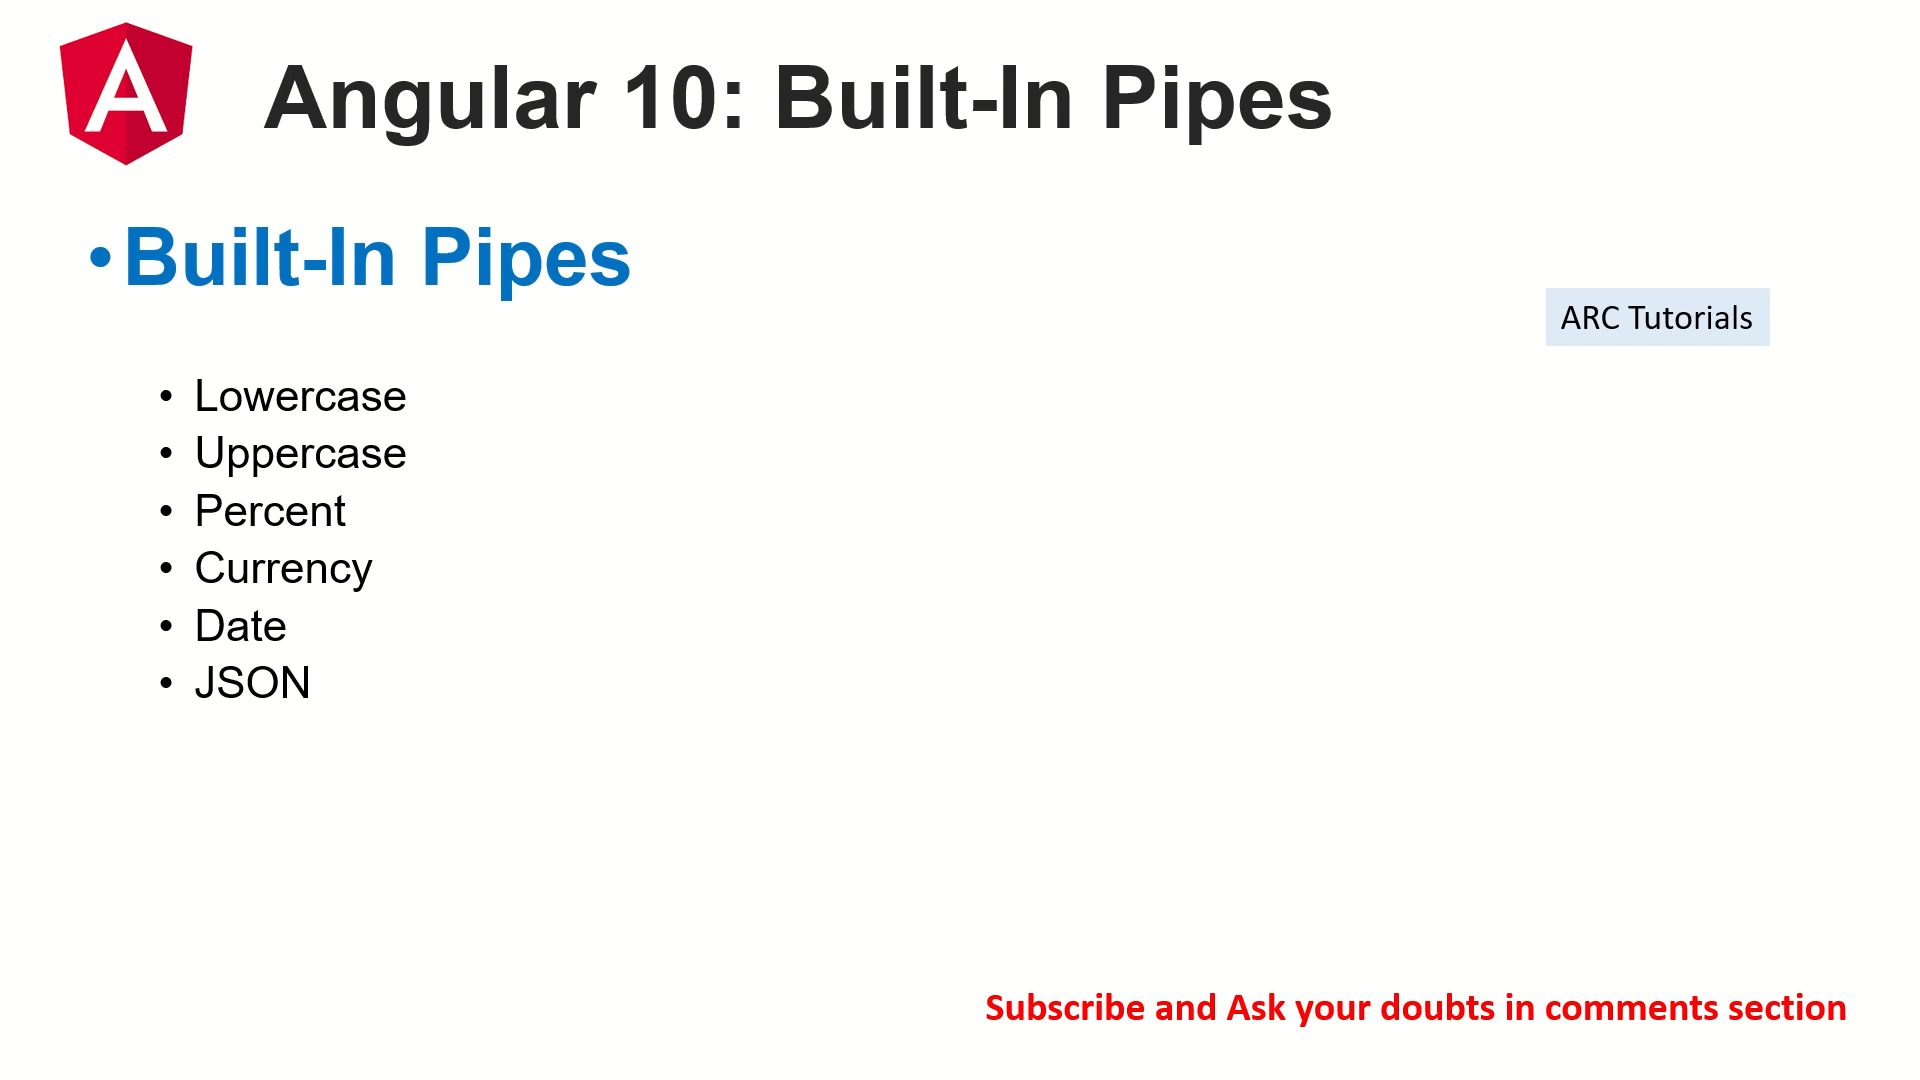 Angular 10: Built-In Pipes
•Built-In Pipes
ARC Tutorials
• Lowercase
• Uppercase
• Percent
• Currency
• Date
• JSON
Subscribe and Ask your doubts in comments section